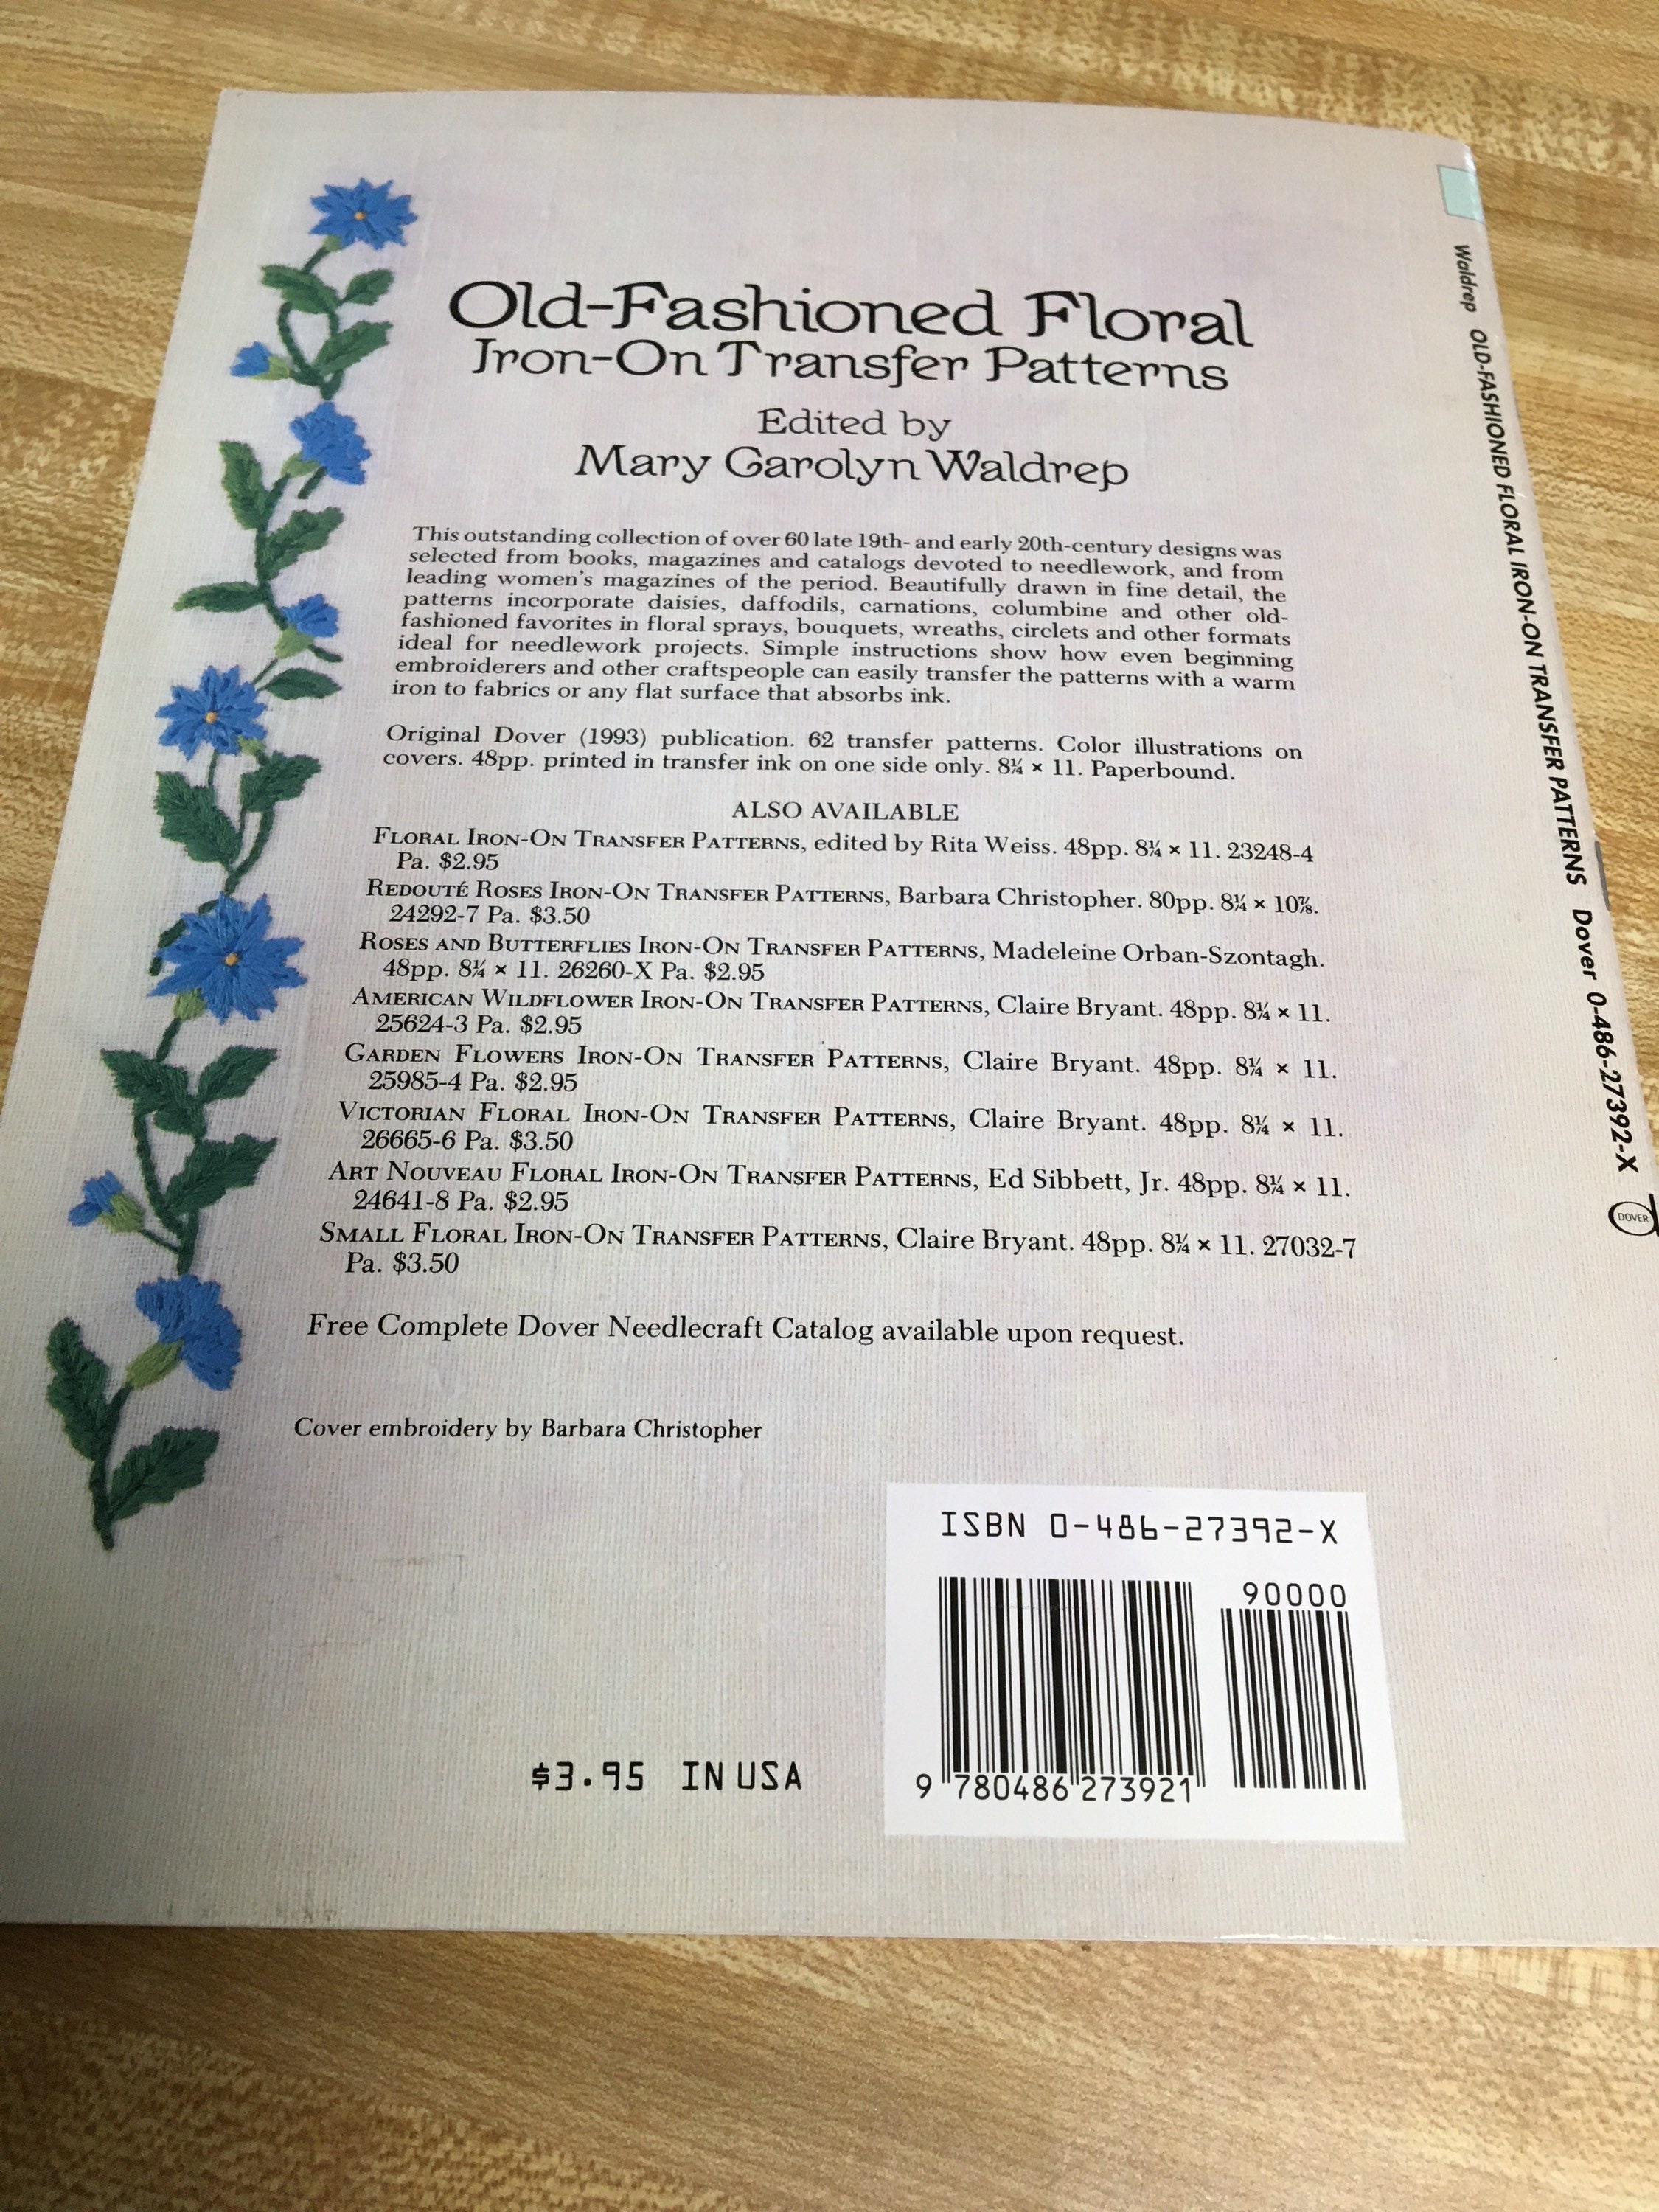 Old-Fashioned Floral
Iron-On Transfer Patterns
Edited by
Mary Carolyn Waldrep
This outstanding collection of over 60 late 19th- and early 20th-century designs was
selected from books, magazines and catalogs devoted to needlework, and from
leading women's magazines of the period. Beautifully drawn in fine detail, the
patterns incorporate daisies, daffodils, carnations, columbine and other old-
fashioned favorites in floral sprays, bouquets, wreaths, circlets and other formats
ideal for needlework projects. Simple instructions show how even beginning
embroiderers and other craftspeople can easily transfer the patterns with a warm
iron to fabrics or any flat surface that absorbs ink.
Original Dover (1993) publication. 62 transfer patterns. Color illustrations on
covers. 48pp. printed in transfer ink on one side only. 8¼ × 11. Paperbound.
ALSO AVAILABLE
FLORAL IRON-ON TRANSFER PATTERNS, edited by Rita Weiss. 48pp. 8¼ × 11. 23248-4
Pa. $2.95
REDOUTÉ ROSES IRON-ON TRANSFER PATTERNS, Barbara Christopher. 80pp. 8¼ × 10⅞.
24292-7 Pa. $3.50
ROSES AND BUTTERFLIES IRON-ON TRANSFER PATTERNS, Madeleine Orban-Szontagh.
48pp. 8¼ × 11. 26260-X Pa. $2.95
AMERICAN WILDFLOWER IRON-ON TRANSFER PATTERNS, Claire Bryant. 48pp. 8¼ × 11.
25624-3 Pa. $2.95
GARDEN FLOWERS IRON-ON TRANSFER PATTERNS, Claire Bryant. 48pp. 8¼ × 11.
25985-4 Pa. $2.95
VICTORIAN FLORAL IRON-ON TRANSFER PATTERNS, Claire Bryant. 48pp. 8¼ × 11.
26665-6 Pa. $3.50
ART NOUVEAU FLORAL IRON-ON TRANSFER PATTERNS, Ed Sibbett, Jr. 48pp. 8¼ × 11.
24641-8 Pa. $2.95
SMALL FLORAL IRON-ON TRANSFER PATTERNS, Claire Bryant. 48pp. 8¼ × 11. 27032-7
Pa. $3.50
Free Complete Dover Needlecraft Catalog available upon request.
Cover embroidery by Barbara Christopher
ISBN 0-486-27392-X
90000
9 780486 273921
$3.95 IN USA
Waldrep OLD-FASHIONED FLORAL IRON-ON TRANSFER PATTERNS Dover 0-486-27392-X
DOVER